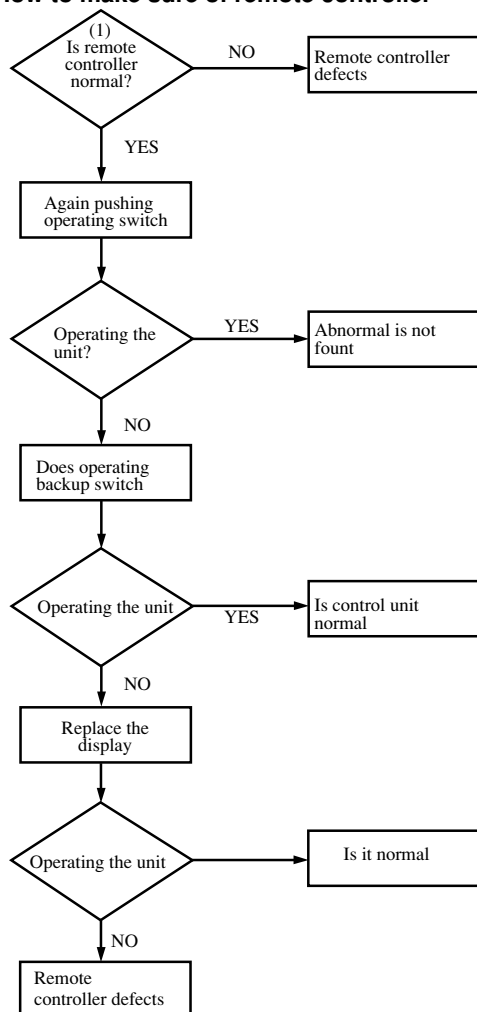 how to make sure of remote controller
(1)
Is remote
controller
normal?
NO
Remote controller
defects
YES
Again pushing
operating switch
Operating the
unit?
YES
Abnormal is not
fount
NO
Does operating
backup switch
Operating the unit
YES
Is control unit
normal
NO
Replace the
display
Operating the unit
Is it normal
NO
Remote
controller defects